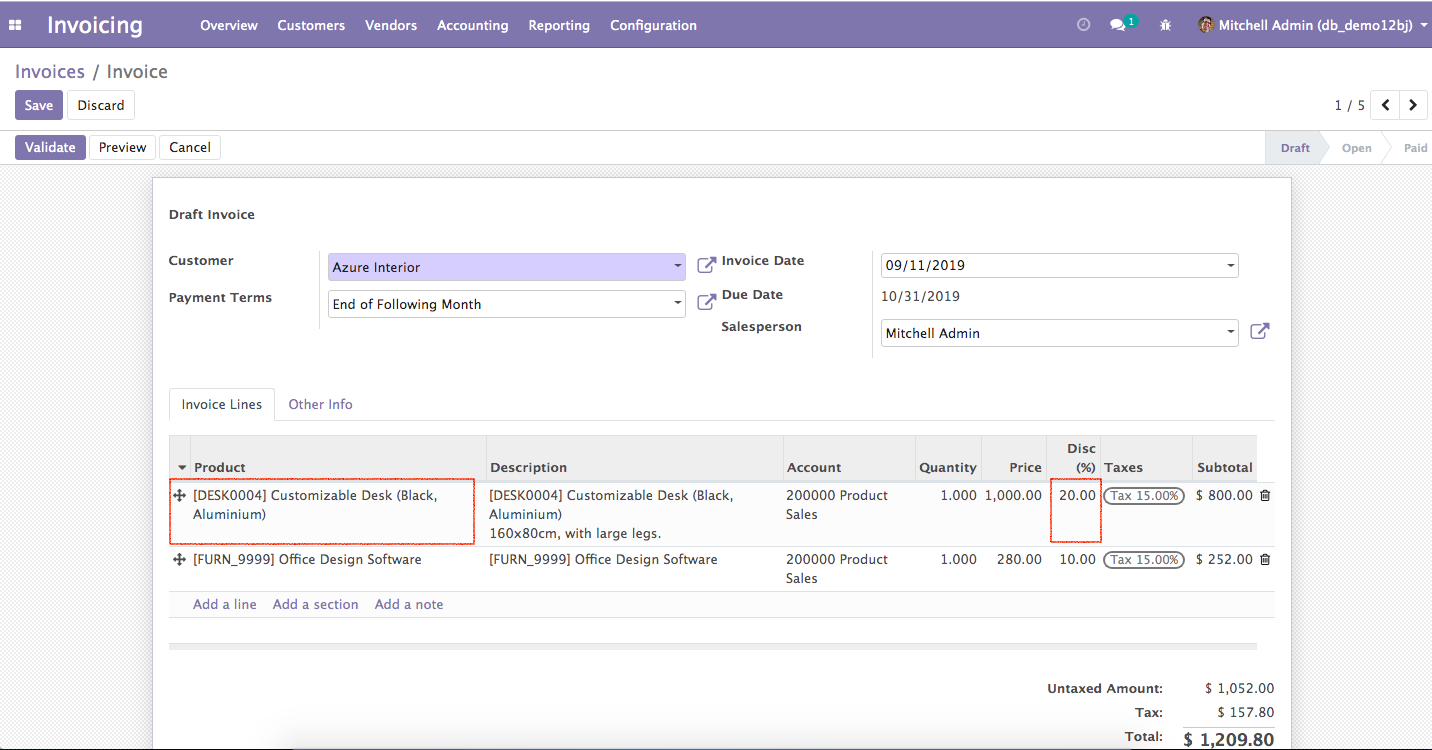 Invoicing Overview Customers Vendors Accounting Reporting Configuration 1 Mitchell Admin (db_demo12bj)
Invoices / Invoice
Save Discard 1 / 5
Validate Preview Cancel Draft Open Paid
Draft Invoice
Customer Azure Interior Invoice Date 09/11/2019
Payment Terms End of Following Month Due Date 10/31/2019
Salesperson Mitchell Admin
Invoice Lines Other Info
Disc
Product Description Account Quantity Price (%) Taxes Subtotal
[DESK0004] Customizable Desk (Black, [DESK0004] Customizable Desk (Black, 200000 Product 1.000 1,000.00 20.00 Tax 15.00% $ 800.00
Aluminium) Aluminium) Sales
160x80cm, with large legs.
[FURN_9999] Office Design Software [FURN_9999] Office Design Software 200000 Product 1.000 280.00 10.00 Tax 15.00% $ 252.00
Sales
Add a line Add a section Add a note
Untaxed Amount: $ 1,052.00
Tax: $ 157.80
Total: $ 1,209.80